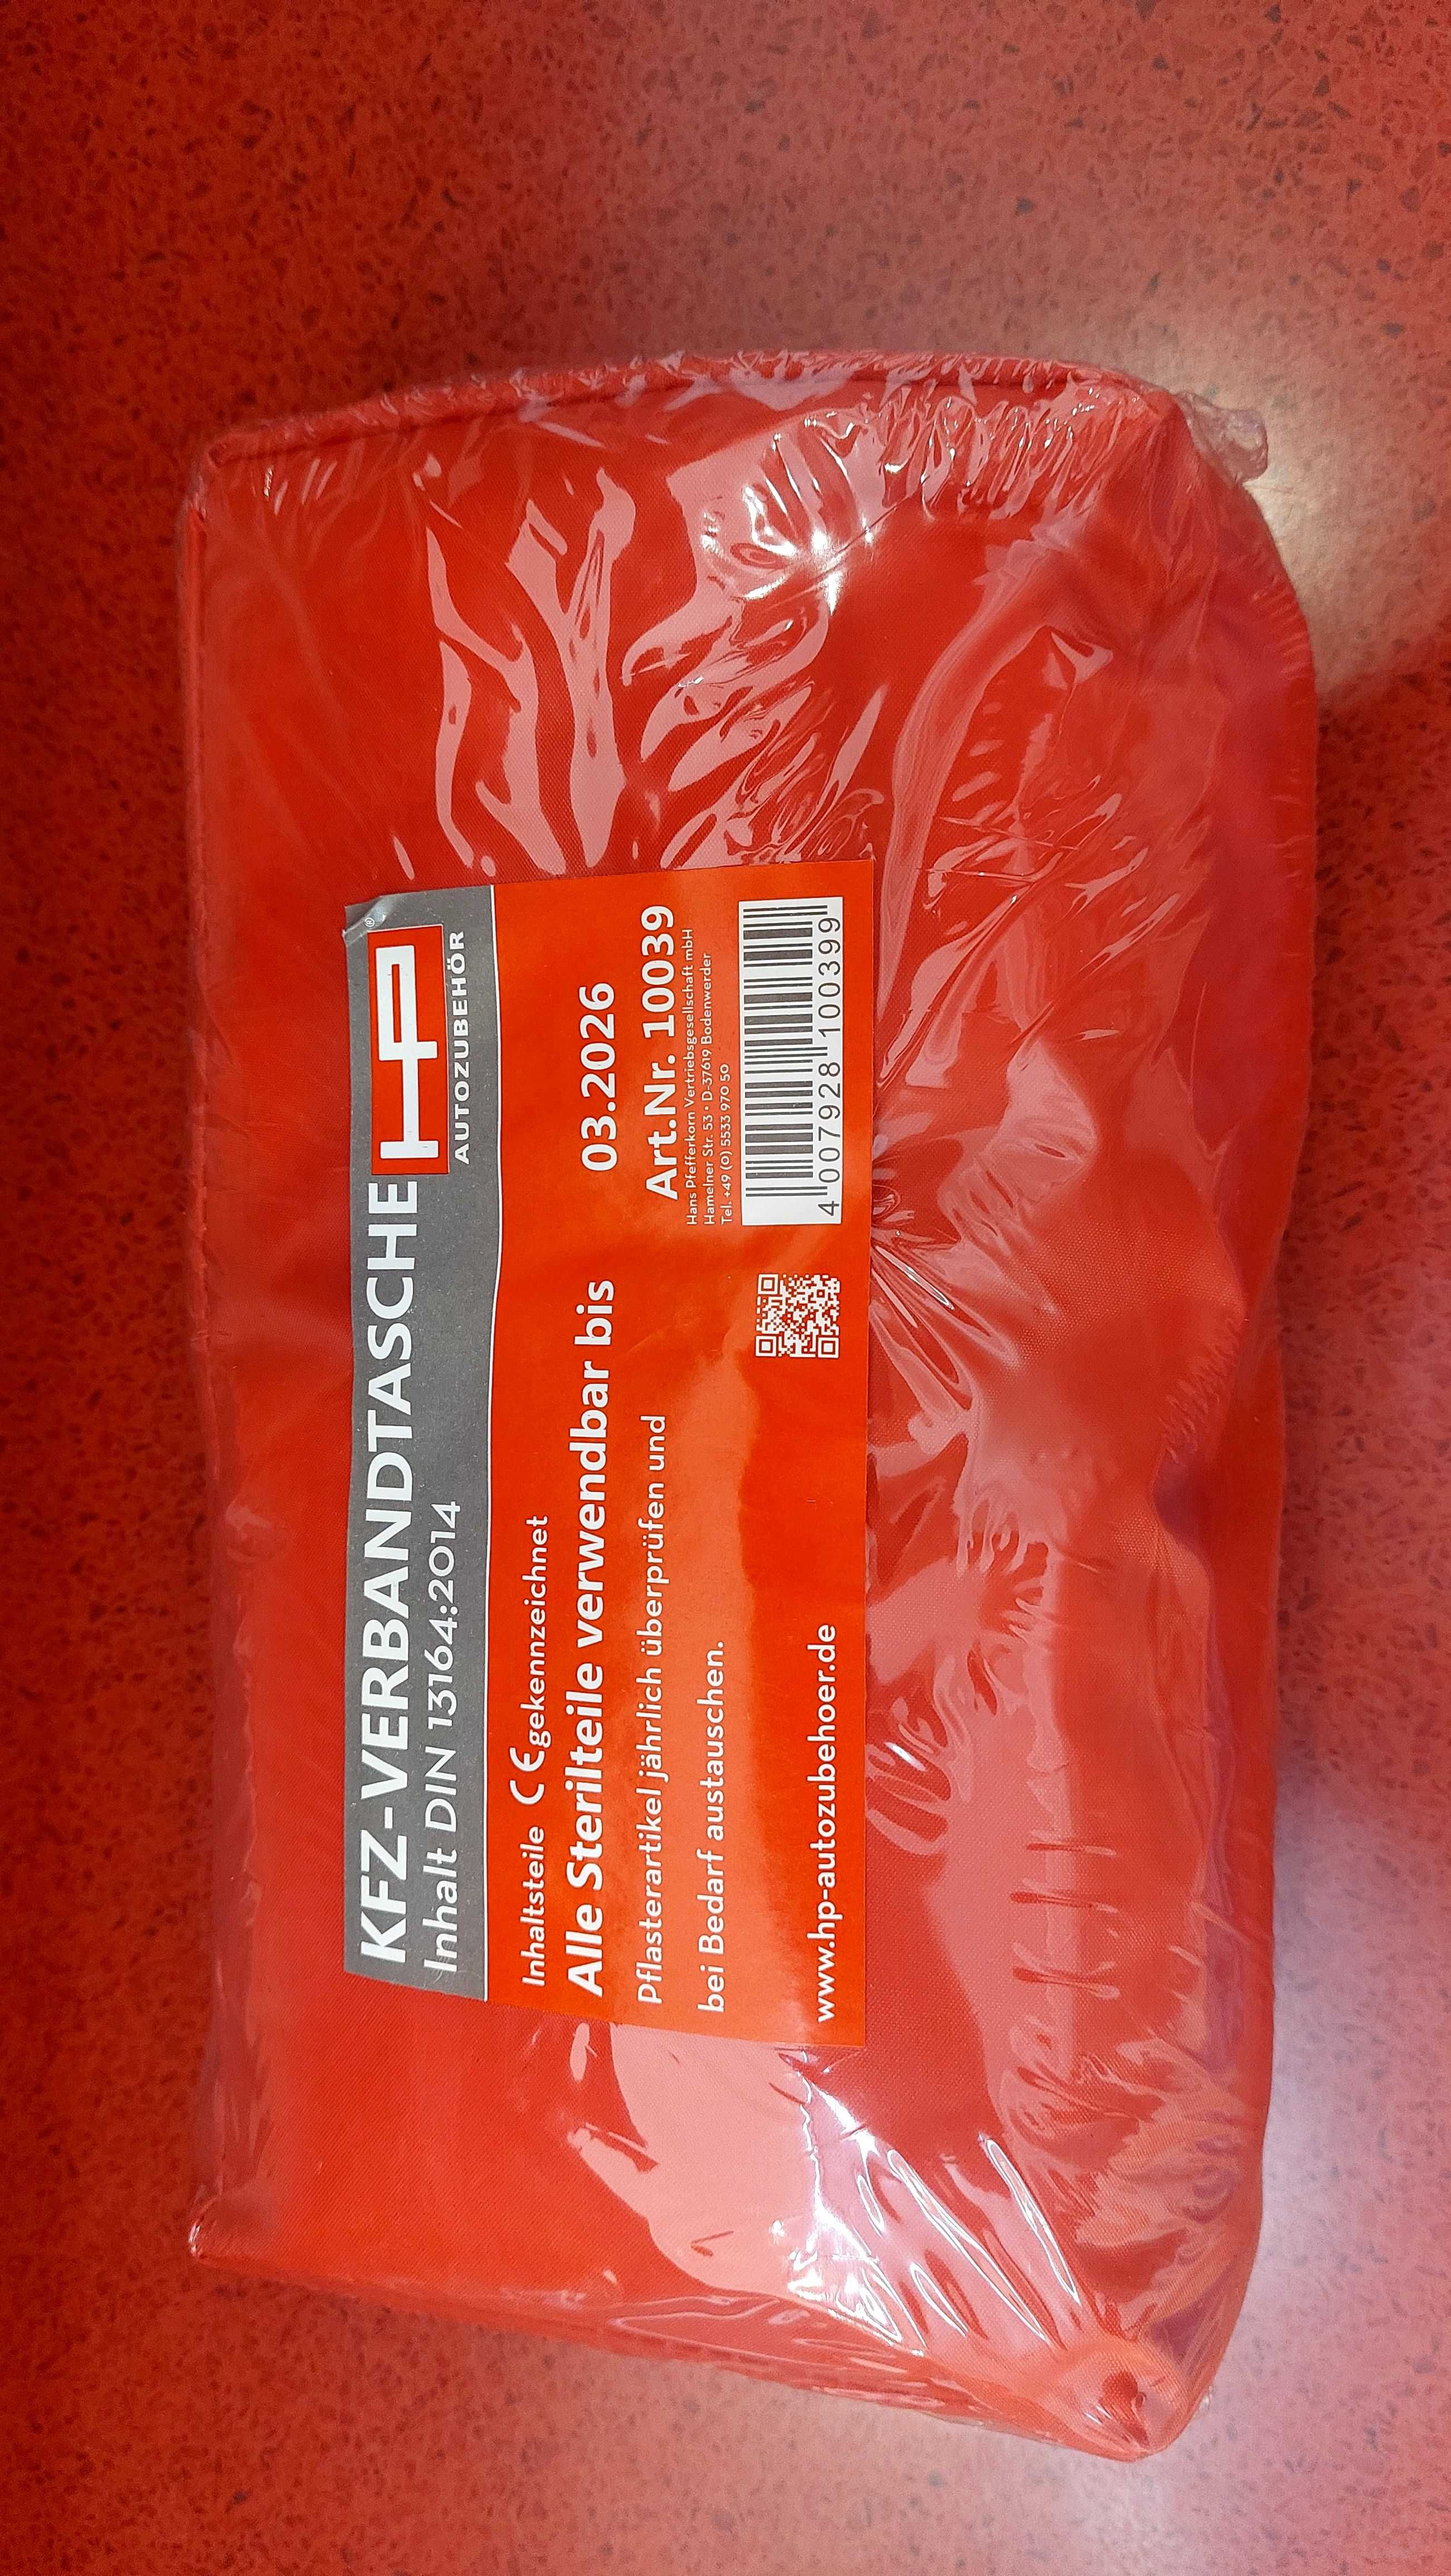 KFZ-VERBANDTASCHE
Inhalt DIN 13164:2014
HP®
AUTOZUBEHÖR
Inhaltsteile CE gekennzeichnet
Alle Sterilteile verwendbar bis 03.2026
Pflasterartikel jährlich überprüfen und
bei Bedarf austauschen.
www.hp-autozubehoer.de
Art.Nr. 10039
Hans Pfefferkorn Vertriebsgesellschaft mbH
Hamelner Str. 53 • D-37619 Bodenwerder
Tel. +49 (0) 5533 970 50
4 007928 100399